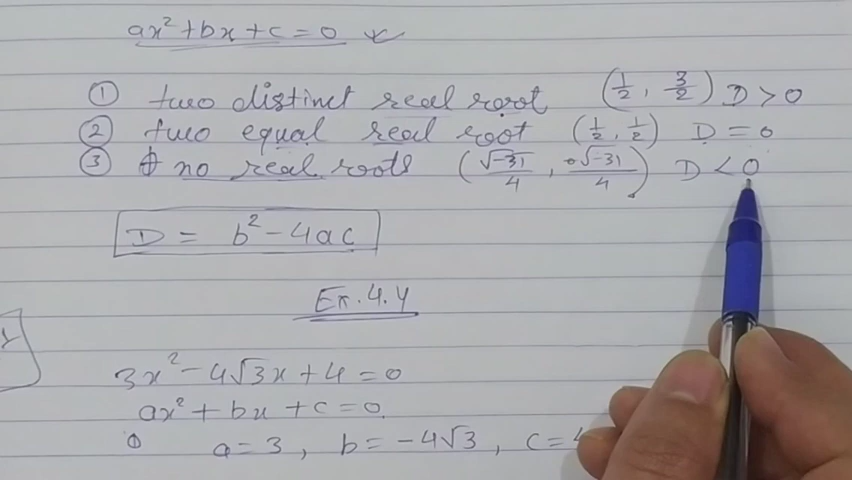 ax² + bx + c = 0
① two distinct real root (1/2, 3/2) D > 0
② two equal real root (1/2, 1/2) D = 0
③ no real roots (√-31/4, √-31/4) D < 0
D = b² - 4ac
Ex. 4.4
3x² - 4√3x + 4 = 0
ax² + bx + c = 0
a = 3, b = -4√3, c =